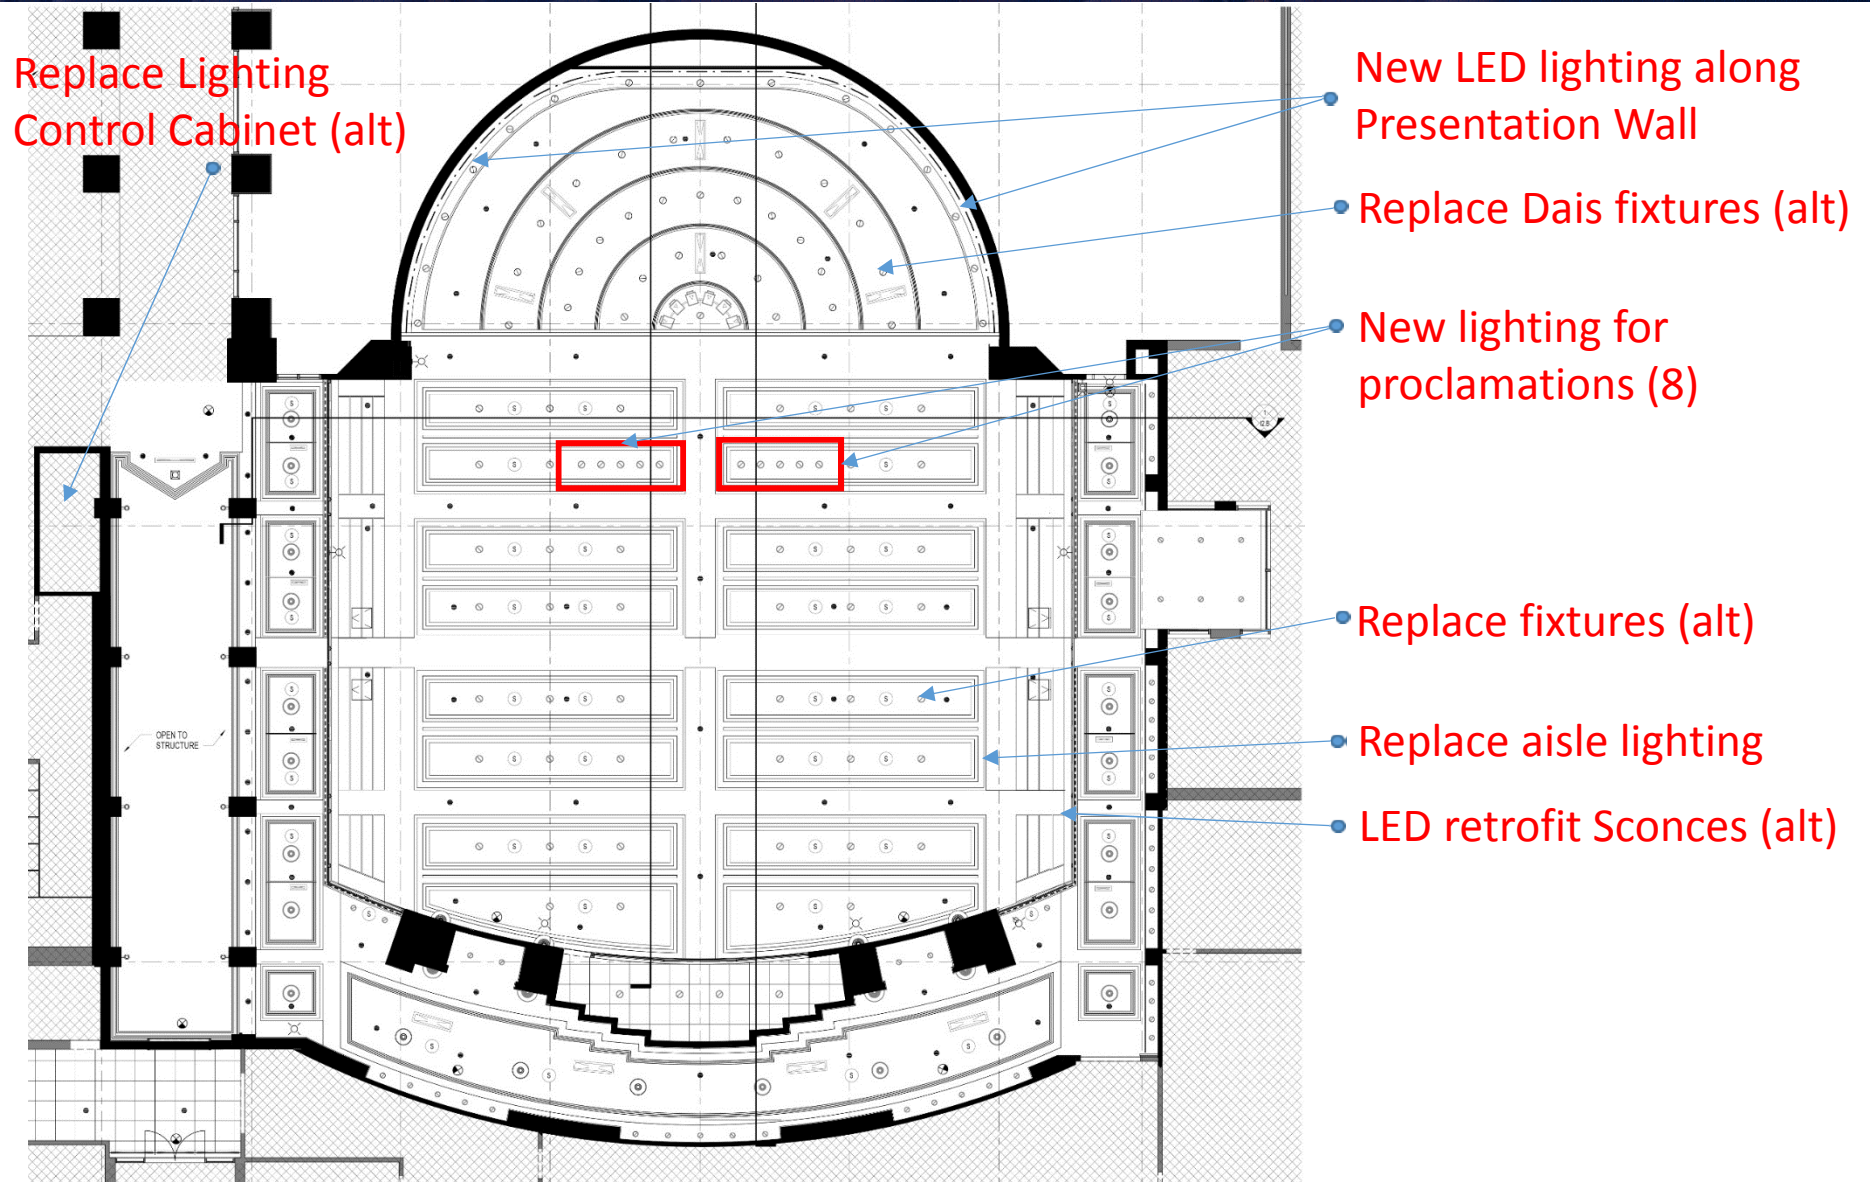 Replace Lighting
Control Cabinet (alt)
New LED lighting along
Presentation Wall
Replace Dais fixtures (alt)
New lighting for
proclamations (8)
Replace fixtures (alt)
Replace aisle lighting
LED retrofit Sconces (alt)
OPEN TO
STRUCTURE